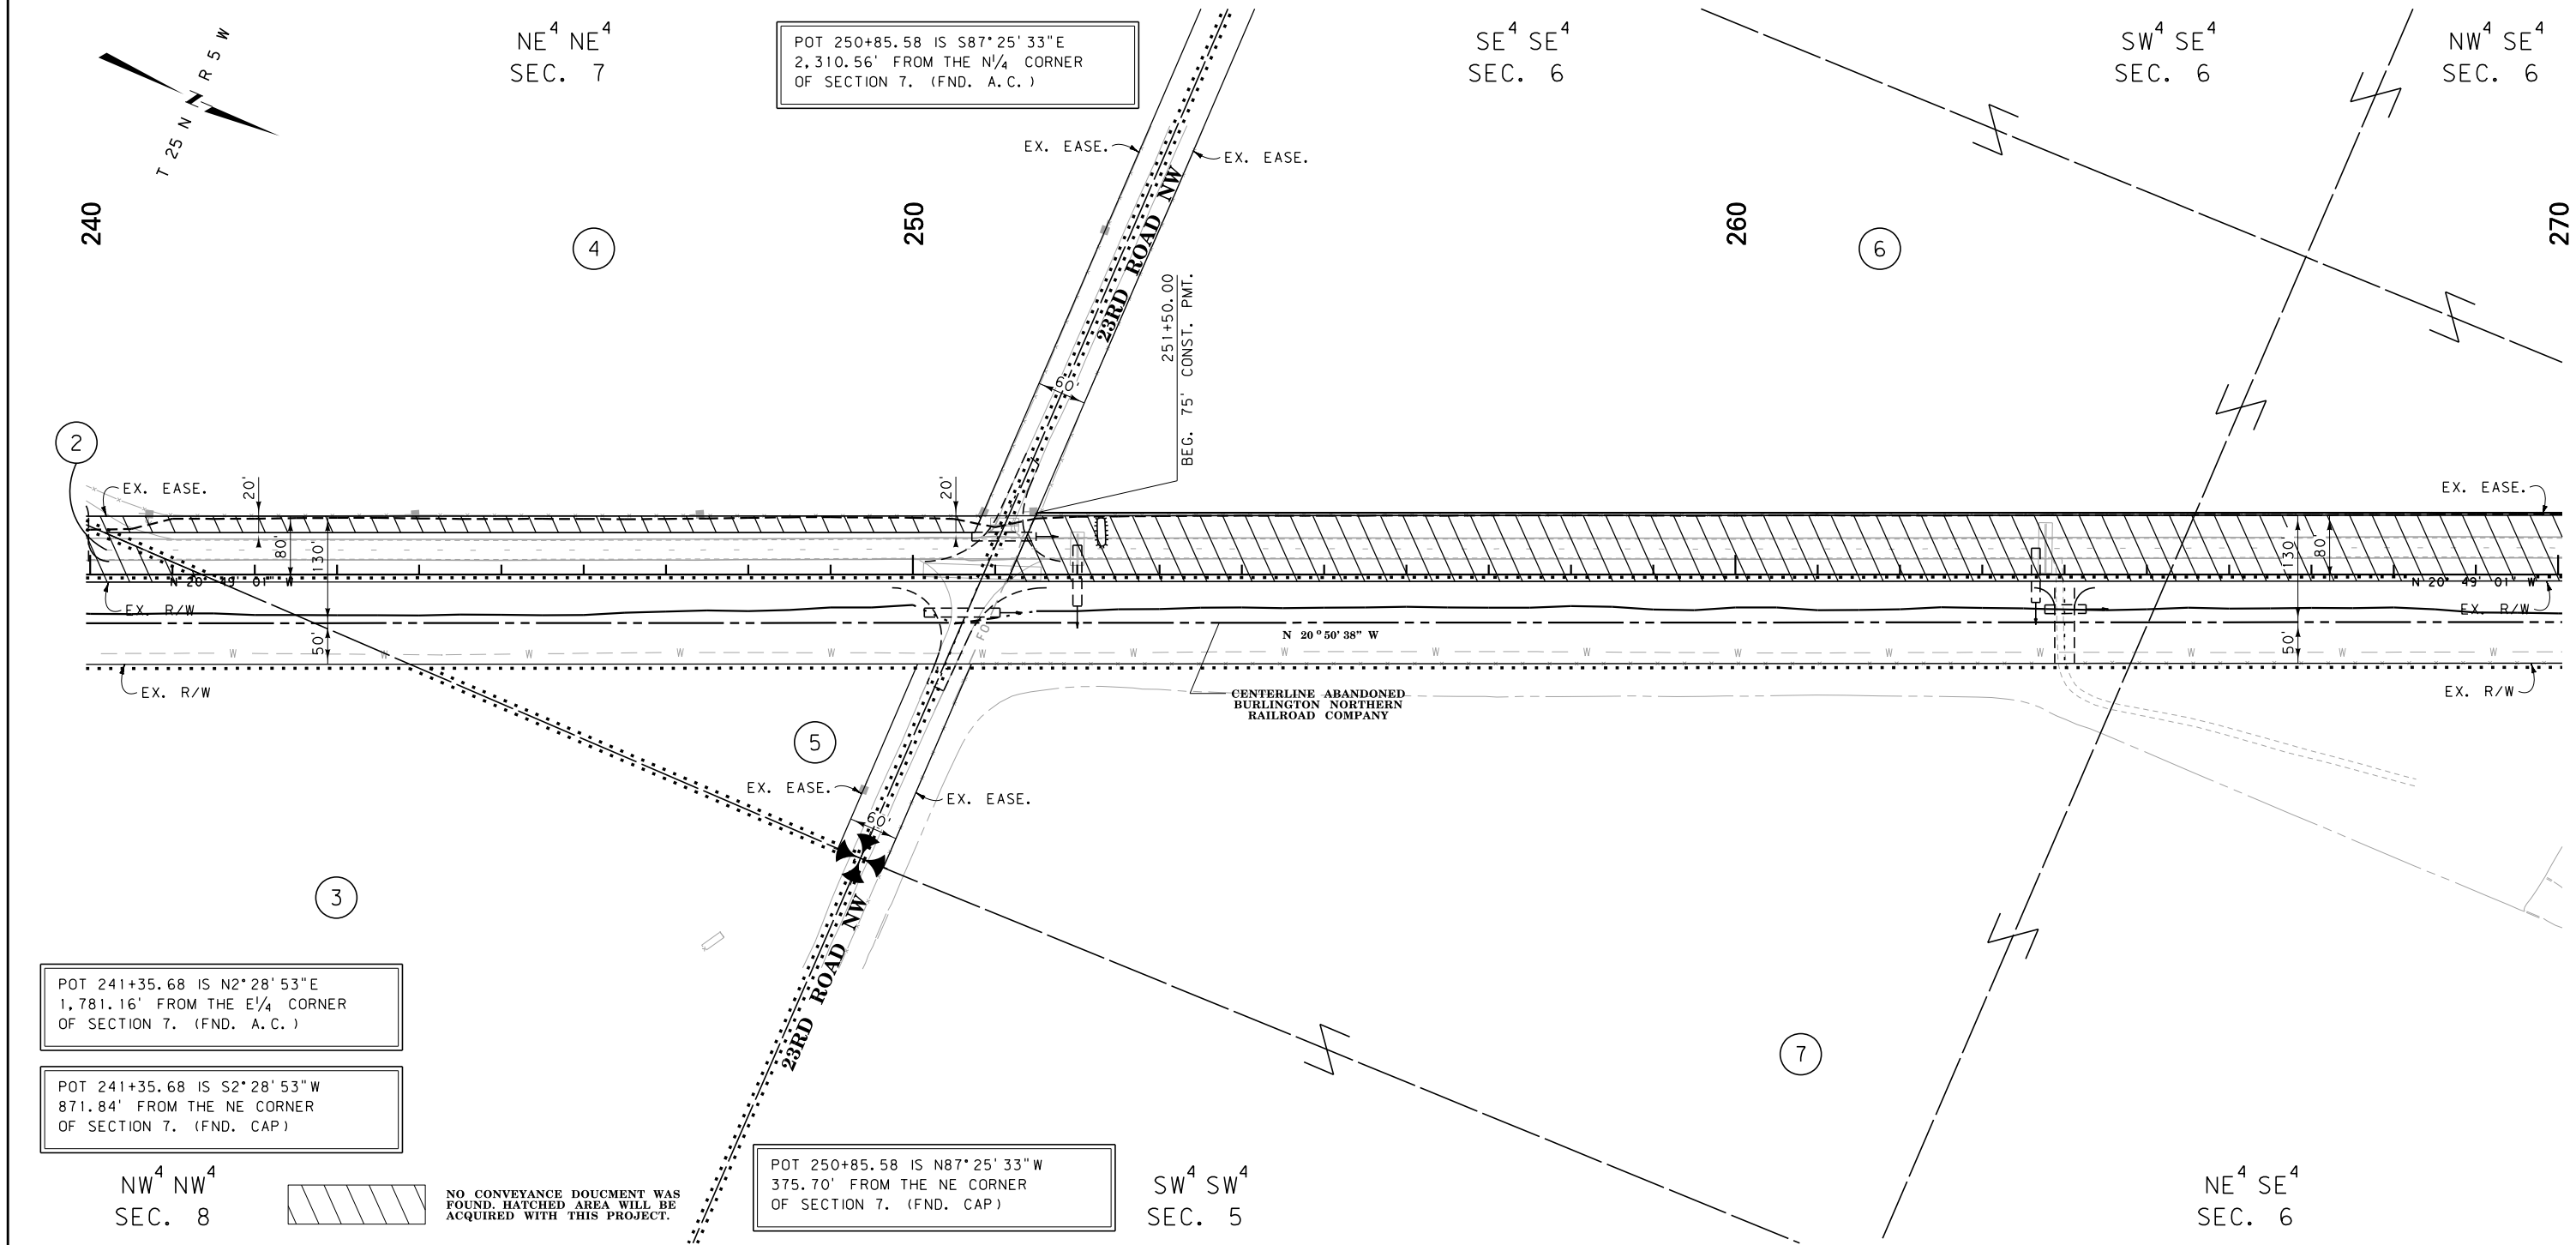 NE4 NE4
SEC. 7
POT 250+85.58 IS S87°25'33"E
2,310.56' FROM THE N1/4 CORNER
OF SECTION 7. (FND. A.C.)
SE4 SE4
SEC. 6
SW4 SE4
SEC. 6
NW4 SE4
SEC. 6
T 25 N R 5 W
Z
EX. EASE.
EX. EASE.
240
250
260
270
4
6
23RD ROAD NW
60'
251+50.00
BEG. 75' CONST. PMT.
2
EX. EASE.
20'
20'
EX. EASE.
80'
130'
130'
80'
N 20° 49' 01" W
N 20° 49' 01" W
EX. R/W
EX. R/W
FO
50'
N 20°50'38" W
50'
W W W W W W W W W W W W W W W W
EX. R/W
EX. R/W
CENTERLINE ABANDONED
BURLINGTON NORTHERN
RAILROAD COMPANY
5
EX. EASE.
EX. EASE.
60'
3
23RD ROAD NW
POT 241+35.68 IS N2°28'53"E
1,781.16' FROM THE E1/4 CORNER
OF SECTION 7. (FND. A.C.)
7
POT 241+35.68 IS S2°28'53"W
871.84' FROM THE NE CORNER
OF SECTION 7. (FND. CAP)
NW4 NW4
SEC. 8
NO CONVEYANCE DOUCMENT WAS
FOUND. HATCHED AREA WILL BE
ACQUIRED WITH THIS PROJECT.
POT 250+85.58 IS N87°25'33"W
375.70' FROM THE NE CORNER
OF SECTION 7. (FND. CAP)
SW4 SW4
SEC. 5
NE4 SE4
SEC. 6